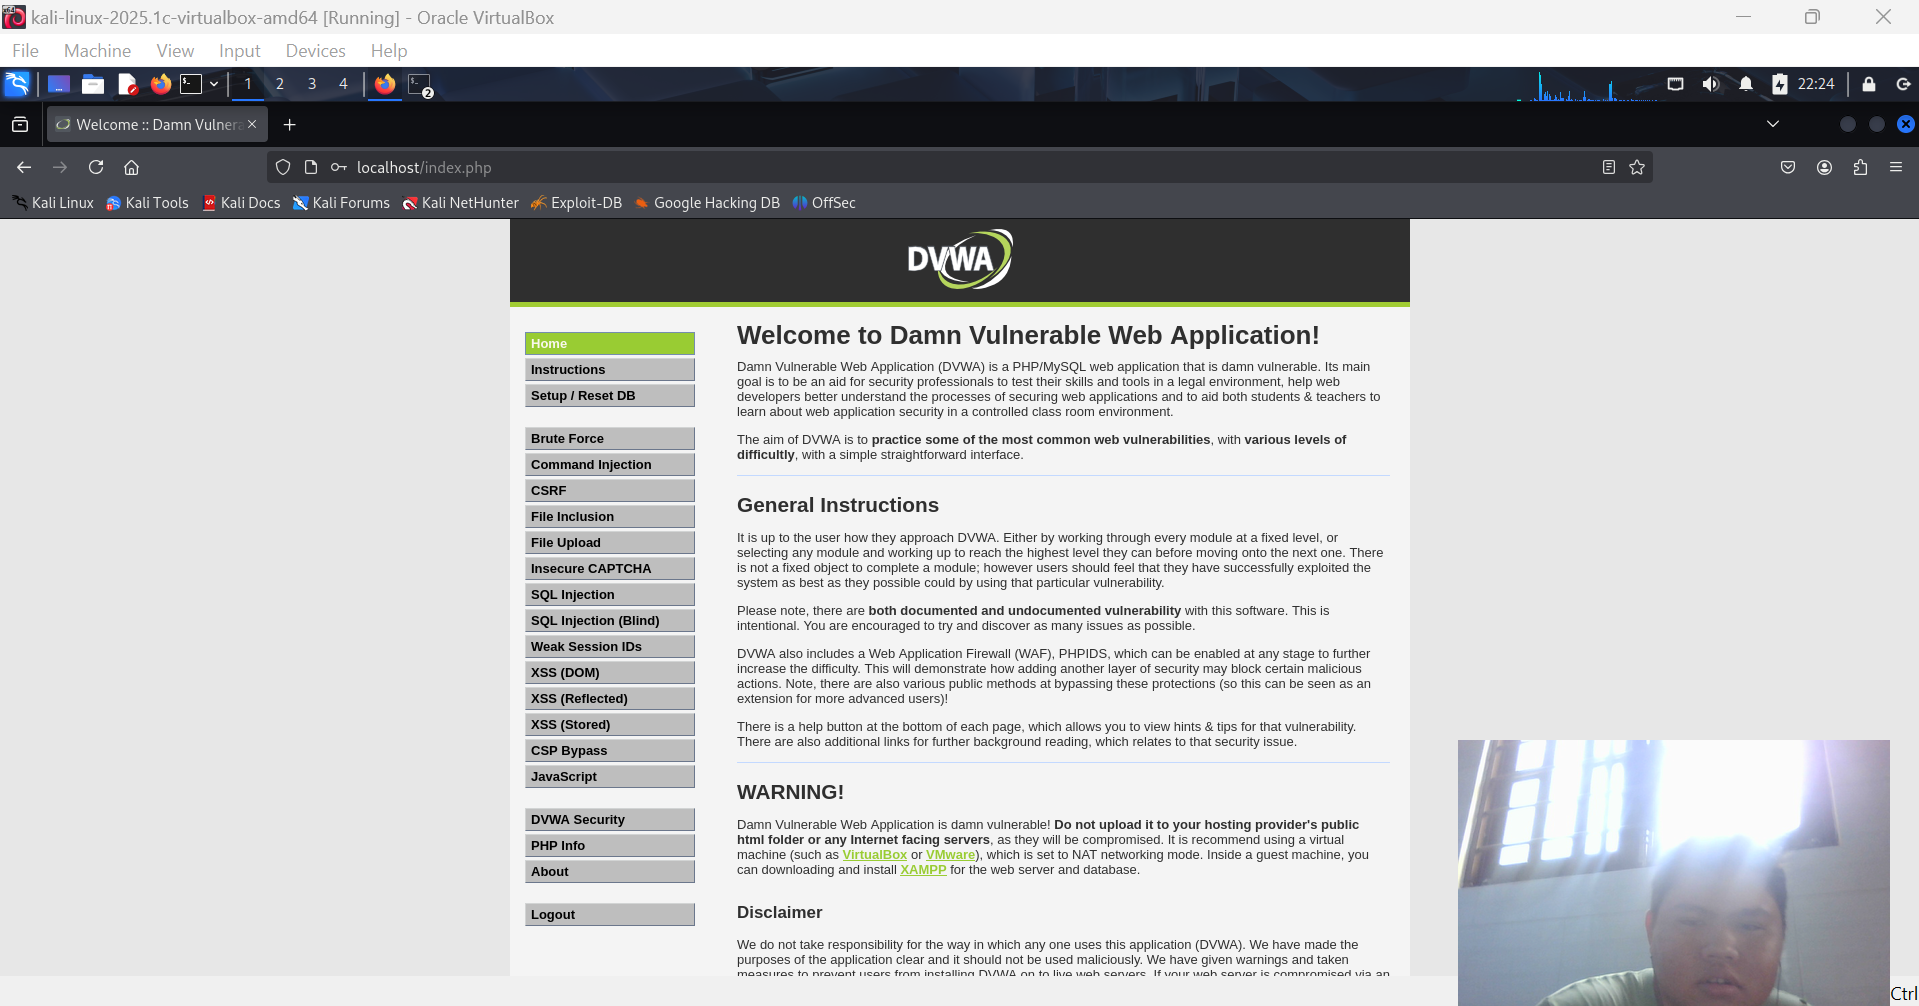 kali-linux-2025.1c-virtualbox-amd64 [Running] - Oracle VirtualBox
File Machine View Input Devices Help
1 2 3 4 2 22:24
Welcome :: Damn Vulnera
localhost/index.php
Kali Linux Kali Tools Kali Docs Kali Forums Kali NetHunter Exploit-DB Google Hacking DB OffSec
DVWA
Home
Instructions
Setup / Reset DB
Brute Force
Command Injection
CSRF
File Inclusion
File Upload
Insecure CAPTCHA
SQL Injection
SQL Injection (Blind)
Weak Session IDs
XSS (DOM)
XSS (Reflected)
XSS (Stored)
CSP Bypass
JavaScript
DVWA Security
PHP Info
About
Logout
Welcome to Damn Vulnerable Web Application!
Damn Vulnerable Web Application (DVWA) is a PHP/MySQL web application that is damn vulnerable. Its main
goal is to be an aid for security professionals to test their skills and tools in a legal environment, help web
developers better understand the processes of securing web applications and to aid both students & teachers to
learn about web application security in a controlled class room environment.
The aim of DVWA is to practice some of the most common web vulnerabilities, with various levels of
difficultly, with a simple straightforward interface.
General Instructions
It is up to the user how they approach DVWA. Either by working through every module at a fixed level, or
selecting any module and working up to reach the highest level they can before moving onto the next one. There
is not a fixed object to complete a module; however users should feel that they have successfully exploited the
system as best as they possible could by using that particular vulnerability.
Please note, there are both documented and undocumented vulnerability with this software. This is
intentional. You are encouraged to try and discover as many issues as possible.
DVWA also includes a Web Application Firewall (WAF), PHPIDS, which can be enabled at any stage to further
increase the difficulty. This will demonstrate how adding another layer of security may block certain malicious
actions. Note, there are also various public methods at bypassing these protections (so this can be seen as an
extension for more advanced users)!
There is a help button at the bottom of each page, which allows you to view hints & tips for that vulnerability.
There are also additional links for further background reading, which relates to that security issue.
WARNING!
Damn Vulnerable Web Application is damn vulnerable! Do not upload it to your hosting provider's public
html folder or any Internet facing servers, as they will be compromised. It is recommend using a virtual
machine (such as VirtualBox or VMware), which is set to NAT networking mode. Inside a guest machine, you
can downloading and install XAMPP for the web server and database.
Disclaimer
We do not take responsibility for the way in which any one uses this application (DVWA). We have made the
purposes of the application clear and it should not be used maliciously. We have given warnings and taken
measures to prevent users from installing DVWA on to live web servers. If your web server is compromised via an
Ctrl